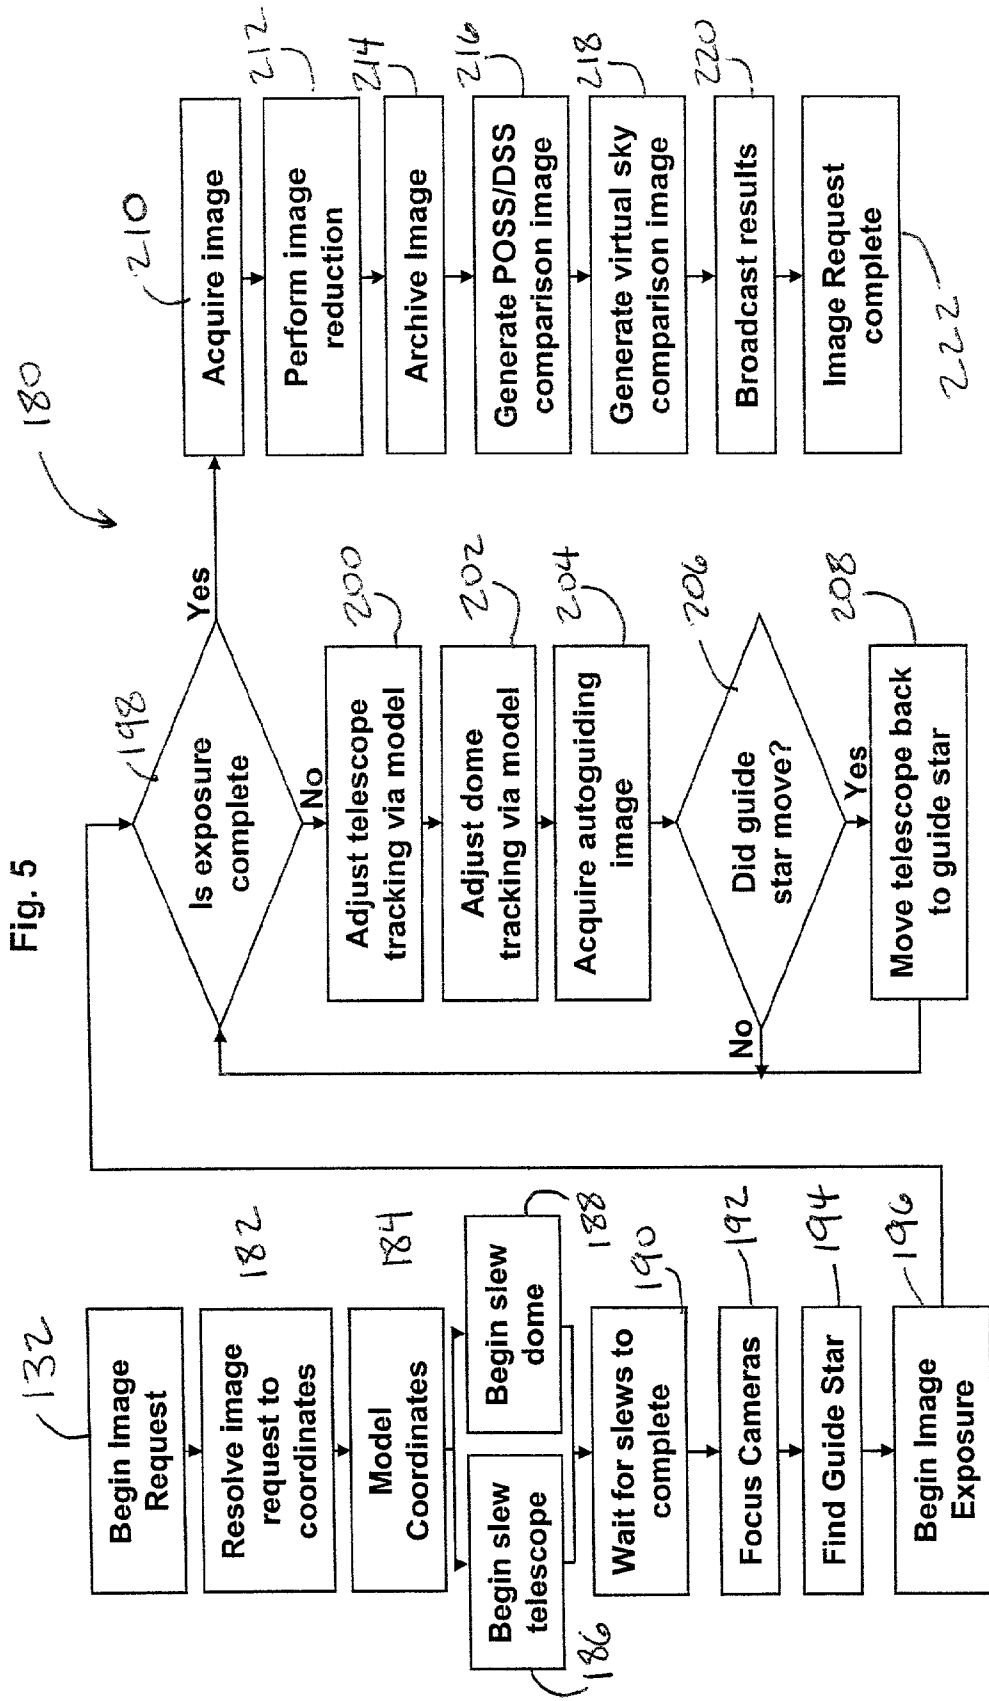 Fig. 5
180
132
Begin Image
Request
182
Resolve image
request to
coordinates
184
Model
Coordinates
186
Begin slew
telescope
188
Begin slew
dome
190
Wait for slews to
complete
192
Focus Cameras
194
Find Guide Star
196
Begin Image
Exposure
198
Is exposure
complete
Yes
No
200
Adjust telescope
tracking via model
202
Adjust dome
tracking via model
204
Acquire autoguiding
image
206
Did guide
star move?
No
Yes
208
Move telescope back
to guide star
210
Acquire image
212
Perform image
reduction
214
Archive Image
216
Generate POSS/DSS
comparison image
218
Generate virtual sky
comparison image
220
Broadcast results
222
Image Request
complete